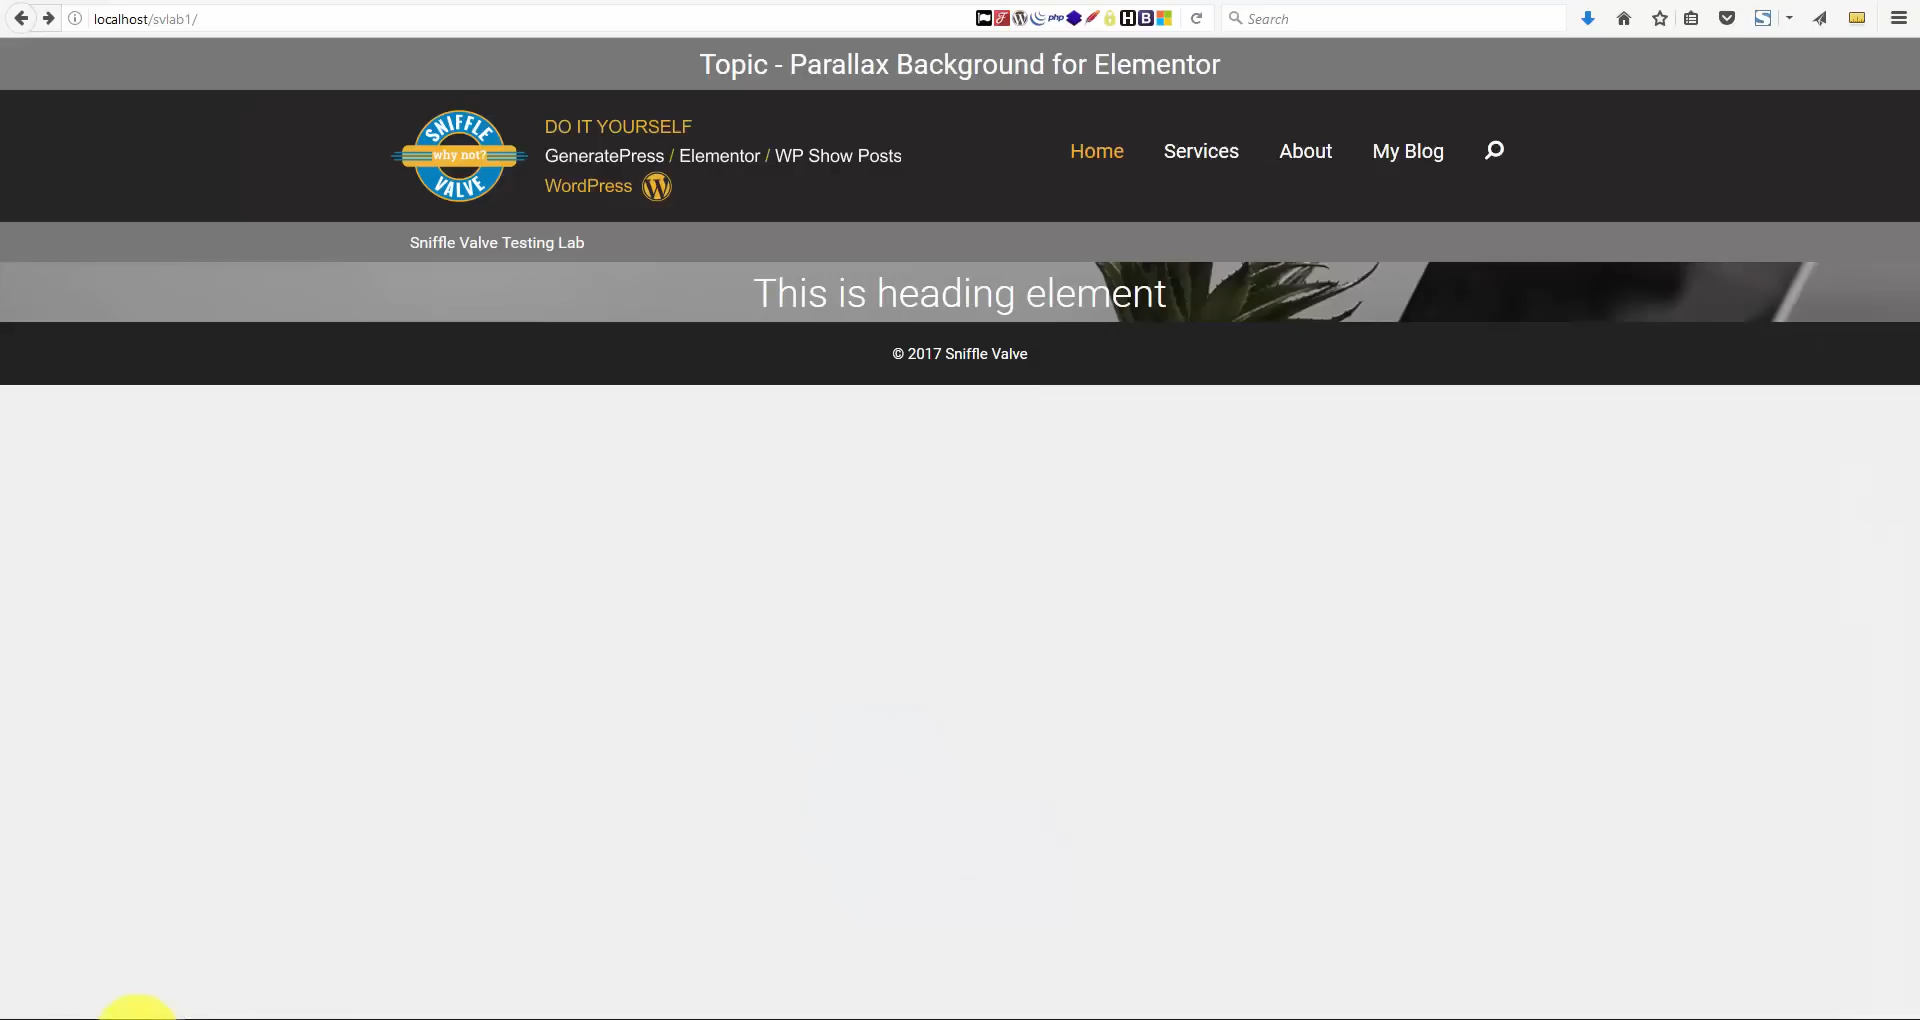 localhost/svlab1/
php
H
B
Search
S
Topic - Parallax Background for Elementor
SNIFFLE
why not?
VALVE
DO IT YOURSELF
GeneratePress / Elementor / WP Show Posts
WordPress
Home
Services
About
My Blog
Sniffle Valve Testing Lab
This is heading element
© 2017 Sniffle Valve